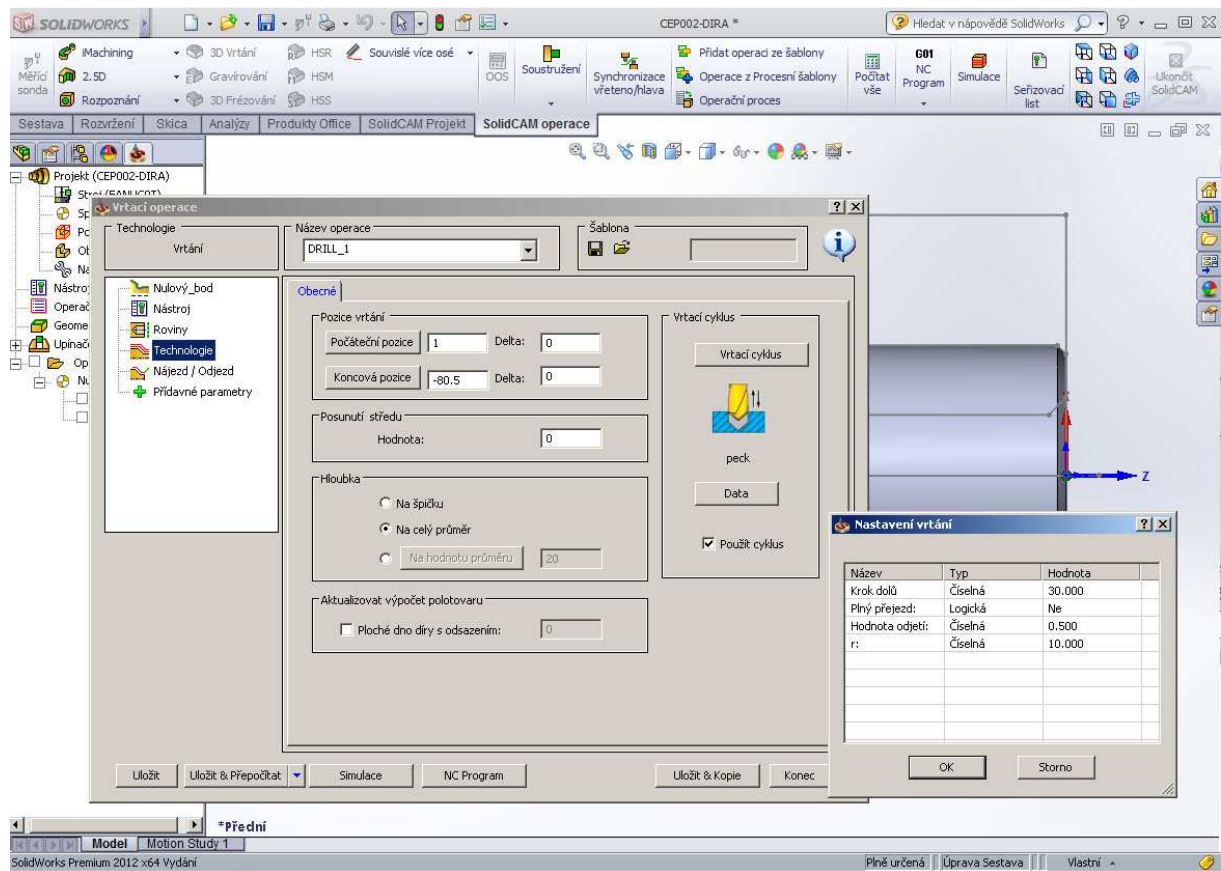 SOLIDWORKS
CEP002-DIRA *
Hledat v nápovědě SolidWorks
Měřící sonda
iMachining
2.5D
Rozpoznání
3D Vrtání
Gravírování
3D Frézování
HSR
HSM
HSS
Souvislé více osé
OOS
Soustružení
Synchronizace vřeteno/hlava
Přidat operaci ze šablony
Operace z Procesní šablony
Operační proces
Počítat vše
G01
NC Program
Simulace
Seřizovací list
Ukončit SolidCAM
Sestava
Rozvržení
Skica
Analýzy
Produkty Office
SolidCAM Projekt
SolidCAM operace
Projekt (CEP002-DIRA)
Vrtací operace
Technologie
Vrtání
Název operace
DRILL_1
Šablona
Nulový_bod
Nástroj
Roviny
Technologie
Nájezd / Odjezd
Přídavné parametry
Obecné
Pozice vrtání
Počáteční pozice
1
Delta:
0
Koncová pozice
-80.5
Delta:
0
Posunutí středu
Hodnota:
0
Hloubka
Na špičku
Na celý průměr
Na hodnotu průměru
20
Aktualizovat výpočet polotovaru
Ploché dno díry s odsazením:
0
Vrtací cyklus
Vrtací cyklus
peck
Data
Použít cyklus
Uložit
Uložit & Přepočítat
Simulace
NC Program
Uložit & Kopie
Konec
Z
Nastavení vrtání
Název Typ Hodnota
Krok dolů Číselná 30.000
Plný přejezd: Logická Ne
Hodnota odjetí: Číselná 0.500
r: Číselná 10.000
OK
Storno
*Přední
Model
Motion Study 1
SolidWorks Premium 2012 x64 Vydání
Plně určená
Úprava Sestava
Vlastní